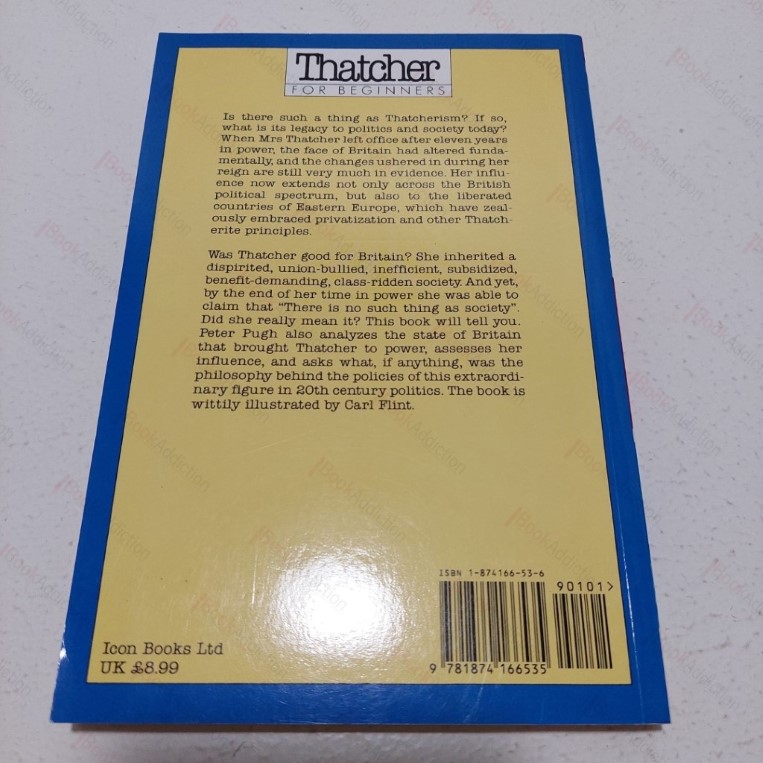 Thatcher
FOR BEGINNERS
Is there such a thing as Thatcherism? If so,
what is its legacy to politics and society today?
When Mrs Thatcher left office after eleven years
in power, the face of Britain had altered funda-
mentally, and the changes ushered in during her
reign are still very much in evidence. Her influ-
ence now extends not only across the British
political spectrum, but also to the liberated
countries of Eastern Europe, which have zeal-
ously embraced privatization and other Thatch-
erite principles.
Was Thatcher good for Britain? She inherited a
dispirited, union-bullied, inefficient, subsidized,
benefit-demanding, class-ridden society. And yet,
by the end of her time in power she was able to
claim that "There is no such thing as society".
Did she really mean it? This book will tell you.
Peter Pugh also analyzes the state of Britain
that brought Thatcher to power, assesses her
influence, and asks what, if anything, was the
philosophy behind the policies of this extraordi-
nary figure in 20th century politics. The book is
wittily illustrated by Carl Flint.
ISBN 1-874166-53-6
90101>
9 781874 166535
Icon Books Ltd
UK £8.99
BookAddiction